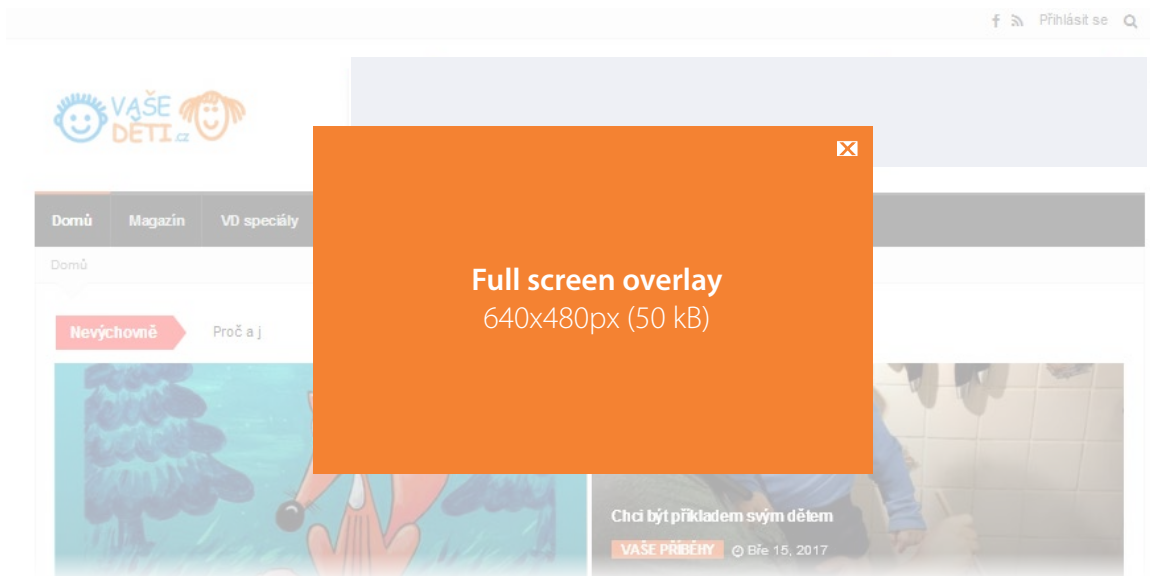 f Přihlásit se
VAŠE
DĚTI.cz
Domů Magazín VD speciály
Domů
Full screen overlay
640x480px (50 kB)
Nevýchovně Proč a j
Chci být příkladem svým dětem
VAŠE PŘÍBĚHY Bře 15, 2017